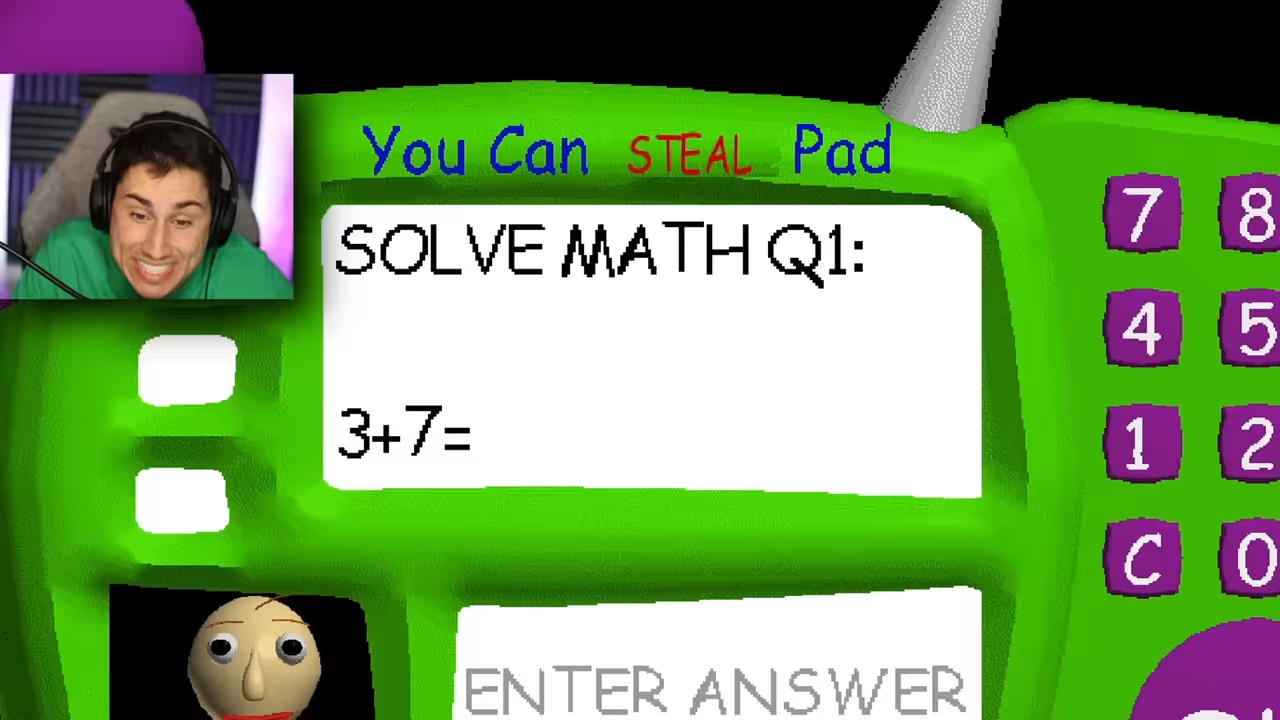 You Can STEAL Pad
SOLVE MATH Q1:
3+7=
ENTER ANSWER
7 8
4 5
1 2
C 0